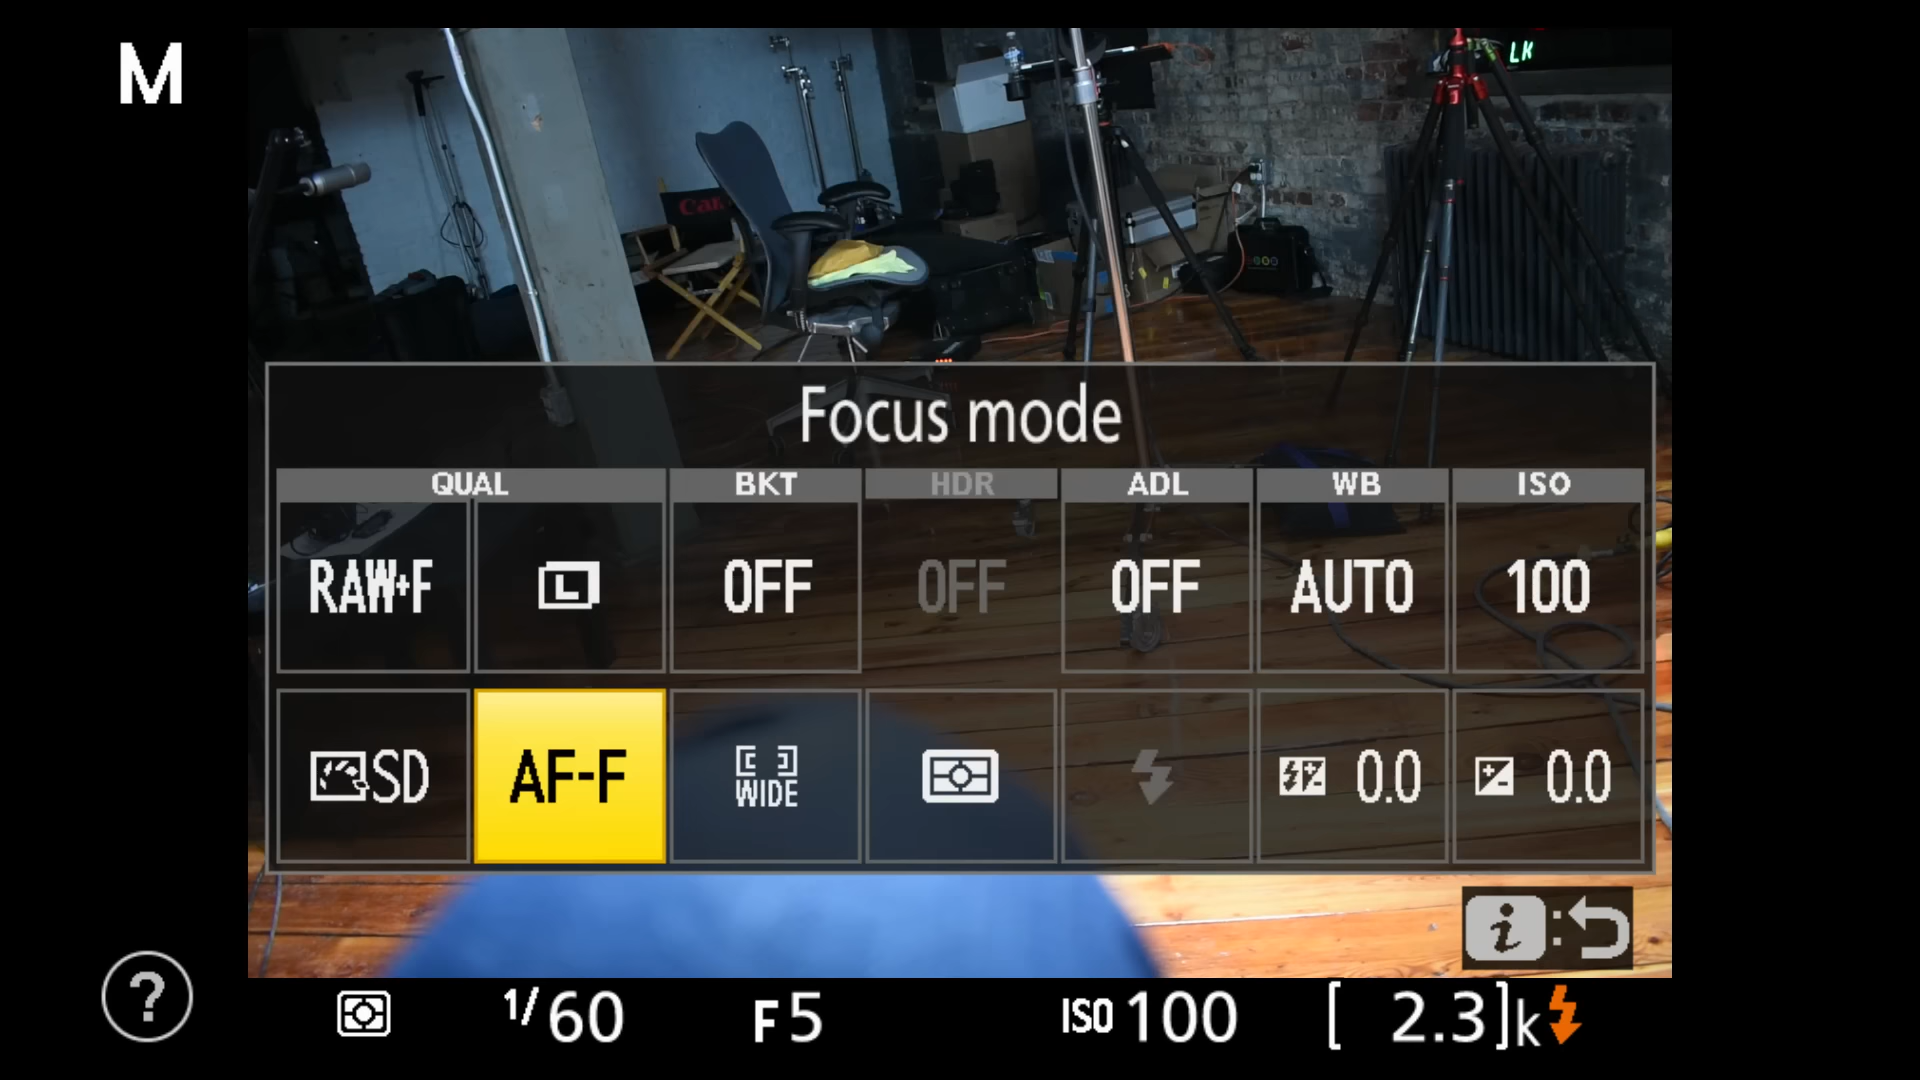 M
LK
Can
Focus mode
QUAL BKT HDR ADL WB ISO
RAW+F L OFF OFF OFF AUTO 100
SD AF-F WIDE 0.0 0.0
i:
? 1/60 F5 ISO 100 [ 2.3]k